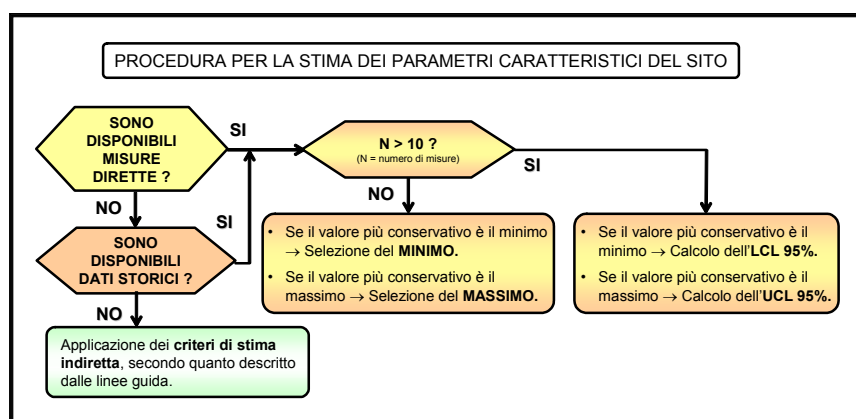 PROCEDURA PER LA STIMA DEI PARAMETRI CARATTERISTICI DEL SITO
SONO
DISPONIBILI
MISURE
DIRETTE ?
SI
N > 10 ?
(N = numero di misure)
SI
NO
NO
SI
SONO
DISPONIBILI
DATI STORICI ?
• Se il valore più conservativo è il minimo
→ Selezione del MINIMO.
• Se il valore più conservativo è il
massimo → Selezione del MASSIMO.
• Se il valore più conservativo è il
minimo → Calcolo dell'LCL 95%.
• Se il valore più conservativo è il
massimo → Calcolo dell'UCL 95%.
NO
Applicazione dei criteri di stima
indiretta, secondo quanto descritto
dalle linee guida.